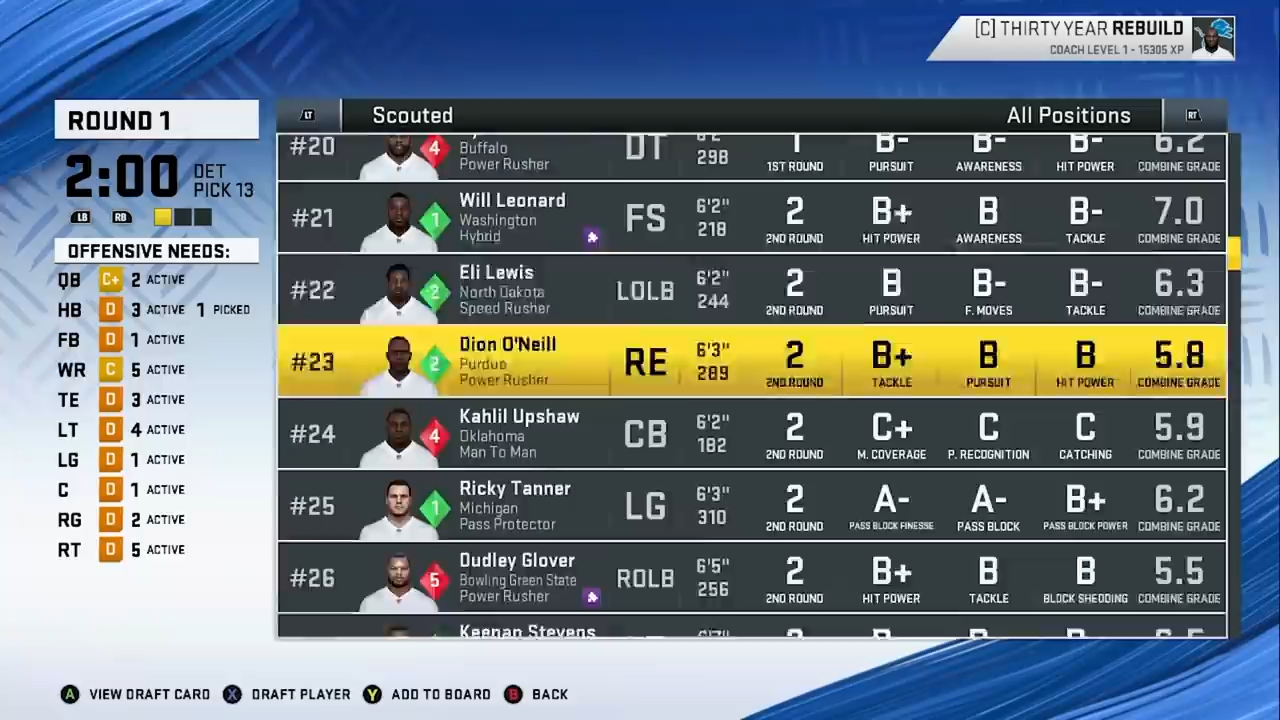 [C] THIRTY YEAR REBUILD
COACH LEVEL 1 - 15305 XP
ROUND 1
2:00 DET PICK 13
LB RB
OFFENSIVE NEEDS:
QB C+ 2 ACTIVE
HB D 3 ACTIVE 1 PICKED
FB D 1 ACTIVE
WR C 5 ACTIVE
TE D 3 ACTIVE
LT D 4 ACTIVE
LG D 1 ACTIVE
C D 1 ACTIVE
RG D 2 ACTIVE
RT D 5 ACTIVE
LT Scouted All Positions RT
#20 4 Buffalo DT 6'2" 1 B- B- B- 6.2
Power Rusher 298 1ST ROUND PURSUIT AWARENESS HIT POWER COMBINE GRADE
Will Leonard
#21 1 Washington FS 6'2" 2 B+ B B- 7.0
Hybrid 218 2ND ROUND HIT POWER AWARENESS TACKLE COMBINE GRADE
Eli Lewis
#22 2 North Dakota LOLB 6'2" 2 B B- B- 6.3
Speed Rusher 244 2ND ROUND PURSUIT F. MOVES TACKLE COMBINE GRADE
Dion O'Neill
#23 2 Purdue RE 6'3" 2 B+ B B 5.8
Power Rusher 289 2ND ROUND TACKLE PURSUIT HIT POWER COMBINE GRADE
Kahlil Upshaw
#24 4 Oklahoma CB 6'2" 2 C+ C C 5.9
Man To Man 182 2ND ROUND M. COVERAGE P. RECOGNITION CATCHING COMBINE GRADE
Ricky Tanner
#25 1 Michigan LG 6'3" 2 A- A- B+ 6.2
Pass Protector 310 2ND ROUND PASS BLOCK FINESSE PASS BLOCK PASS BLOCK POWER COMBINE GRADE
Dudley Glover
#26 5 Bowling Green State ROLB 6'5" 2 B+ B B 5.5
Power Rusher 256 2ND ROUND HIT POWER TACKLE BLOCK SHEDDING COMBINE GRADE
Keenan Stevens
A VIEW DRAFT CARD X DRAFT PLAYER Y ADD TO BOARD B BACK